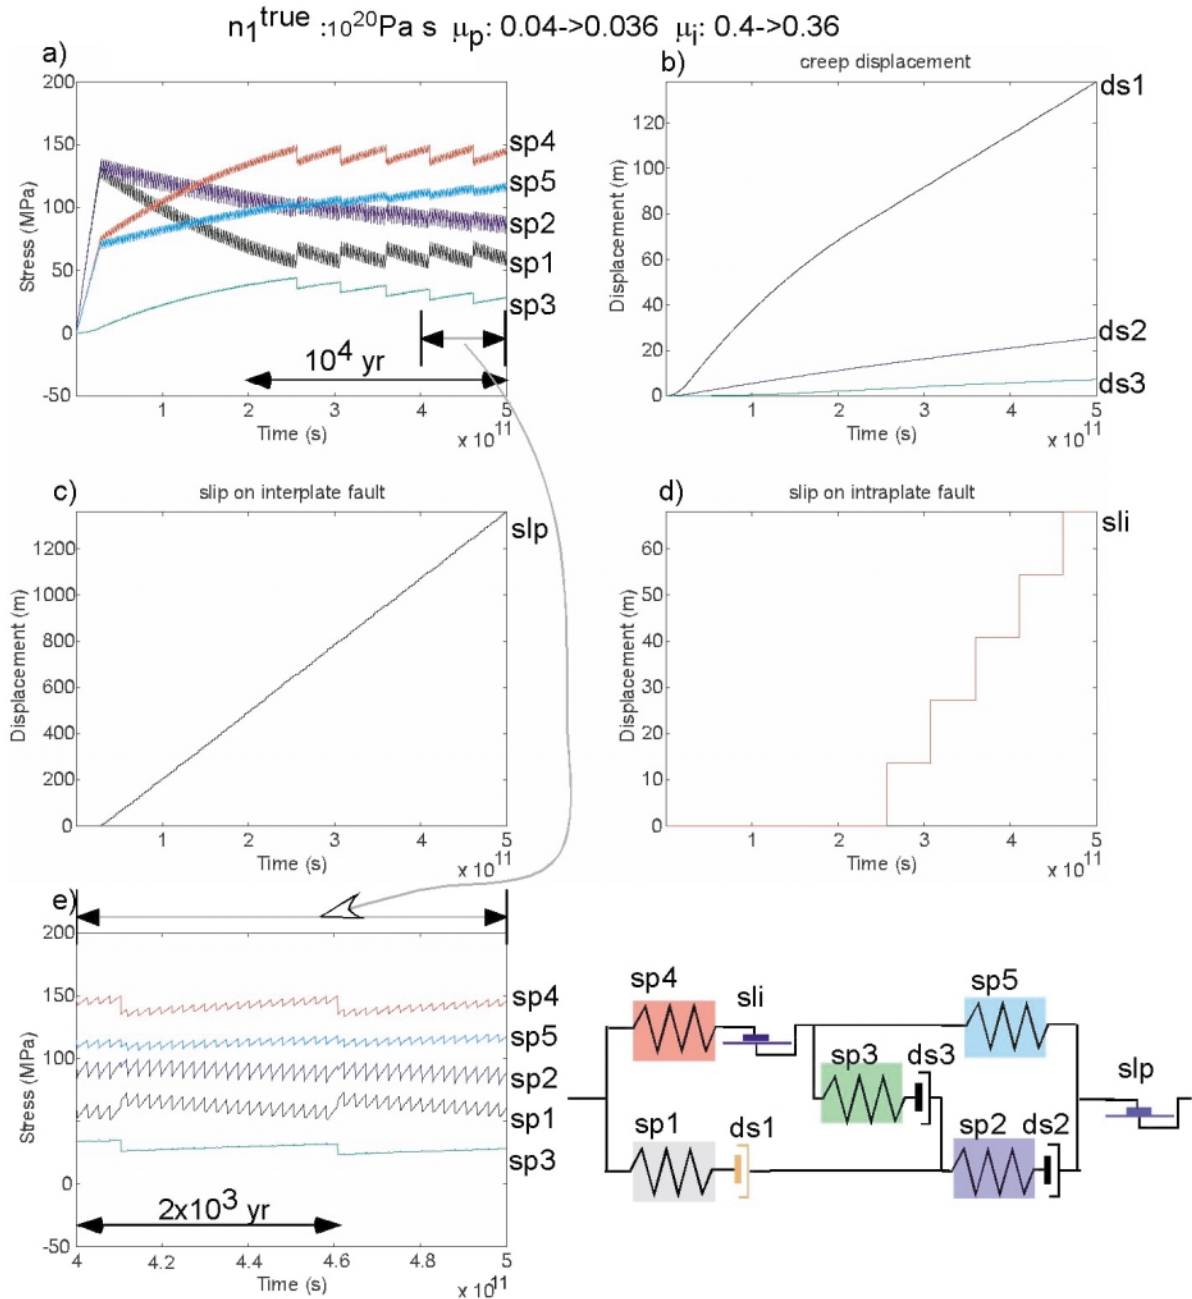 n1^true :10^20Pa s μp: 0.04->0.036 μi: 0.4->0.36
a)
200
150
100
50
0
-50
Stress (MPa)
sp4
sp5
sp2
sp1
sp3
10^4 yr
1 2 3 4 5
Time (s)
x 10^11
b)
creep displacement
120
100
80
60
40
20
0
Displacement (m)
ds1
ds2
ds3
1 2 3 4 5
Time (s)
x 10^11
c)
slip on interplate fault
1200
1000
800
600
400
200
0
Displacement (m)
slp
1 2 3 4 5
Time (s)
x 10^11
d)
slip on intraplate fault
60
50
40
30
20
10
0
Displacement (m)
sli
1 2 3 4 5
Time (s)
x 10^11
e)
200
150
100
50
0
-50
Stress (MPa)
sp4
sp5
sp2
sp1
sp3
2x10^3 yr
4 4.2 4.4 4.6 4.8 5
Time (s)
x 10^11
sp4
sli
sp5
sp3
ds3
slp
sp1
ds1
sp2
ds2